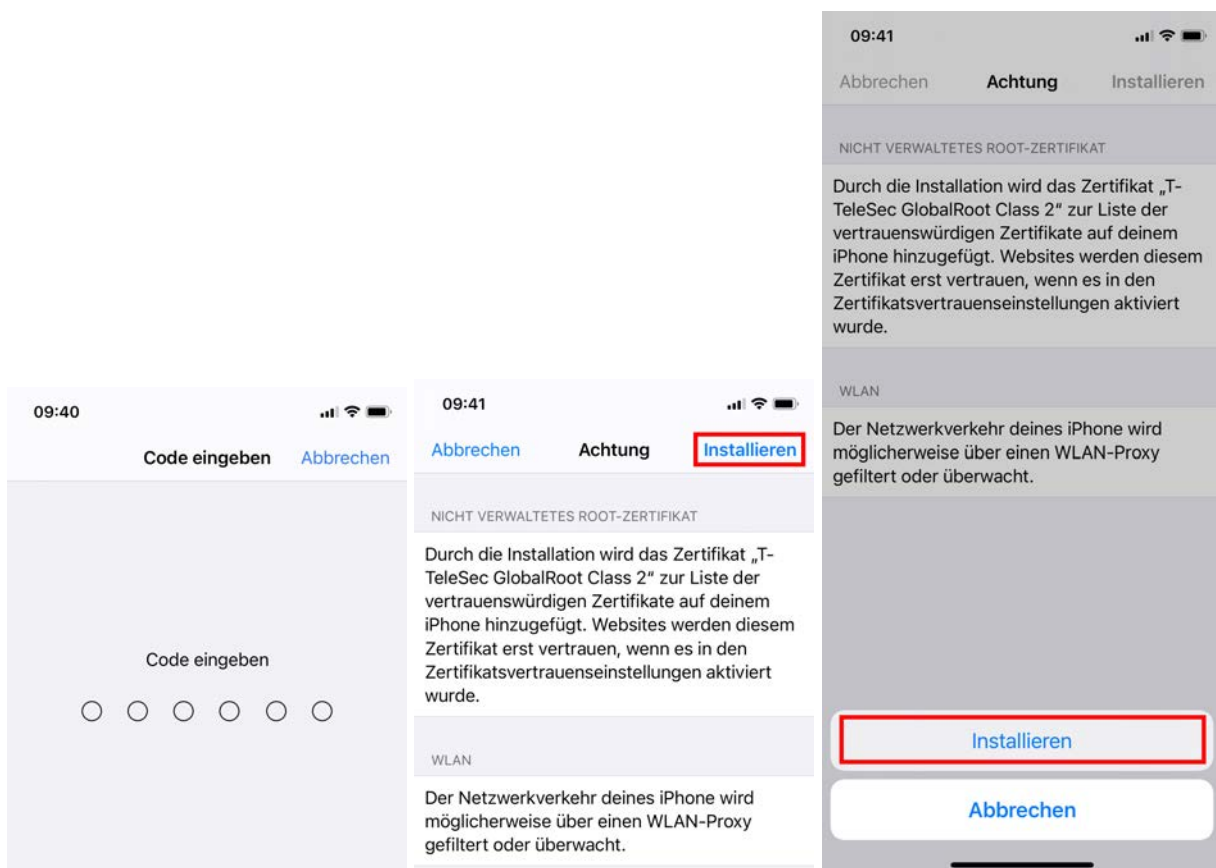 09:40
Code eingeben
Abbrechen
Code eingeben
09:41
Abbrechen
Achtung
Installieren
NICHT VERWALTETES ROOT-ZERTIFIKAT
Durch die Installation wird das Zertifikat „T-
TeleSec GlobalRoot Class 2“ zur Liste der
vertrauenswürdigen Zertifikate auf deinem
iPhone hinzugefügt. Websites werden diesem
Zertifikat erst vertrauen, wenn es in den
Zertifikatsvertrauenseinstellungen aktiviert
wurde.
WLAN
Der Netzwerkverkehr deines iPhone wird
möglicherweise über einen WLAN-Proxy
gefiltert oder überwacht.
09:41
Abbrechen
Achtung
Installieren
NICHT VERWALTETES ROOT-ZERTIFIKAT
Durch die Installation wird das Zertifikat „T-
TeleSec GlobalRoot Class 2“ zur Liste der
vertrauenswürdigen Zertifikate auf deinem
iPhone hinzugefügt. Websites werden diesem
Zertifikat erst vertrauen, wenn es in den
Zertifikatsvertrauenseinstellungen aktiviert
wurde.
WLAN
Der Netzwerkverkehr deines iPhone wird
möglicherweise über einen WLAN-Proxy
gefiltert oder überwacht.
Installieren
Abbrechen